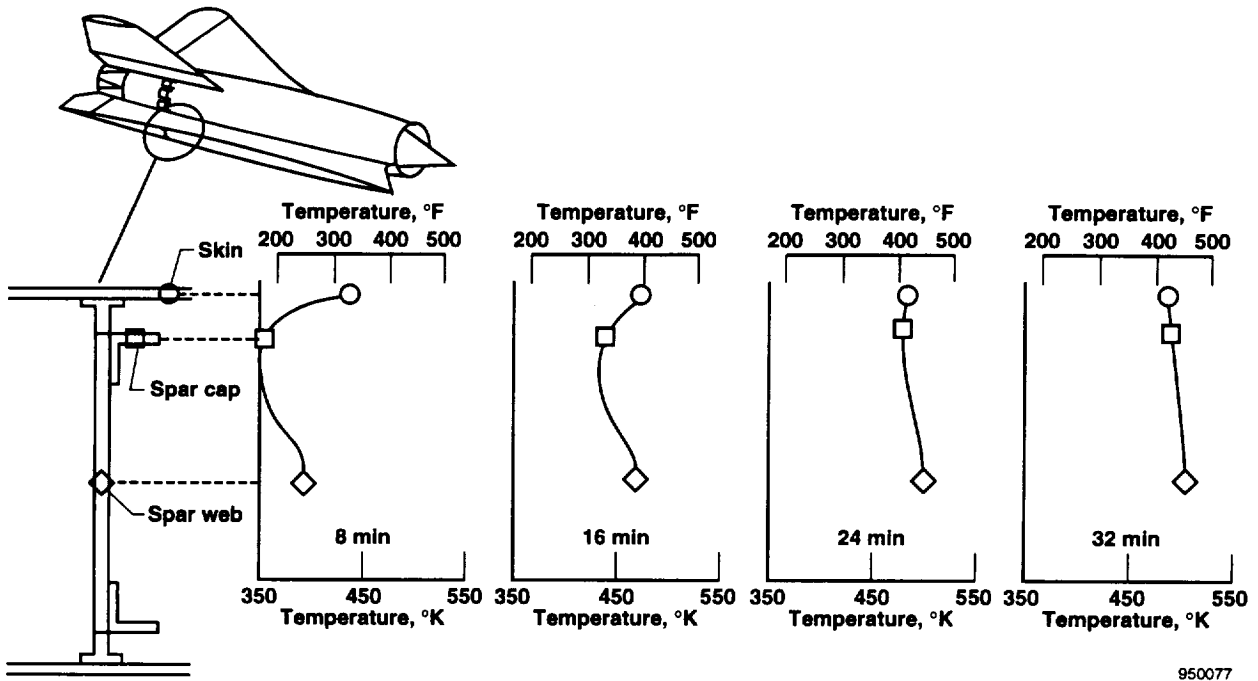 Temperature, °F
200 300 400 500
Temperature, °F
200 300 400 500
Temperature, °F
200 300 400 500
Temperature, °F
200 300 400 500
Skin
Spar cap
Spar web
8 min
16 min
24 min
32 min
350 450 550
Temperature, °K
350 450 550
Temperature, °K
350 450 550
Temperature, °K
350 450 550
Temperature, °K
950077